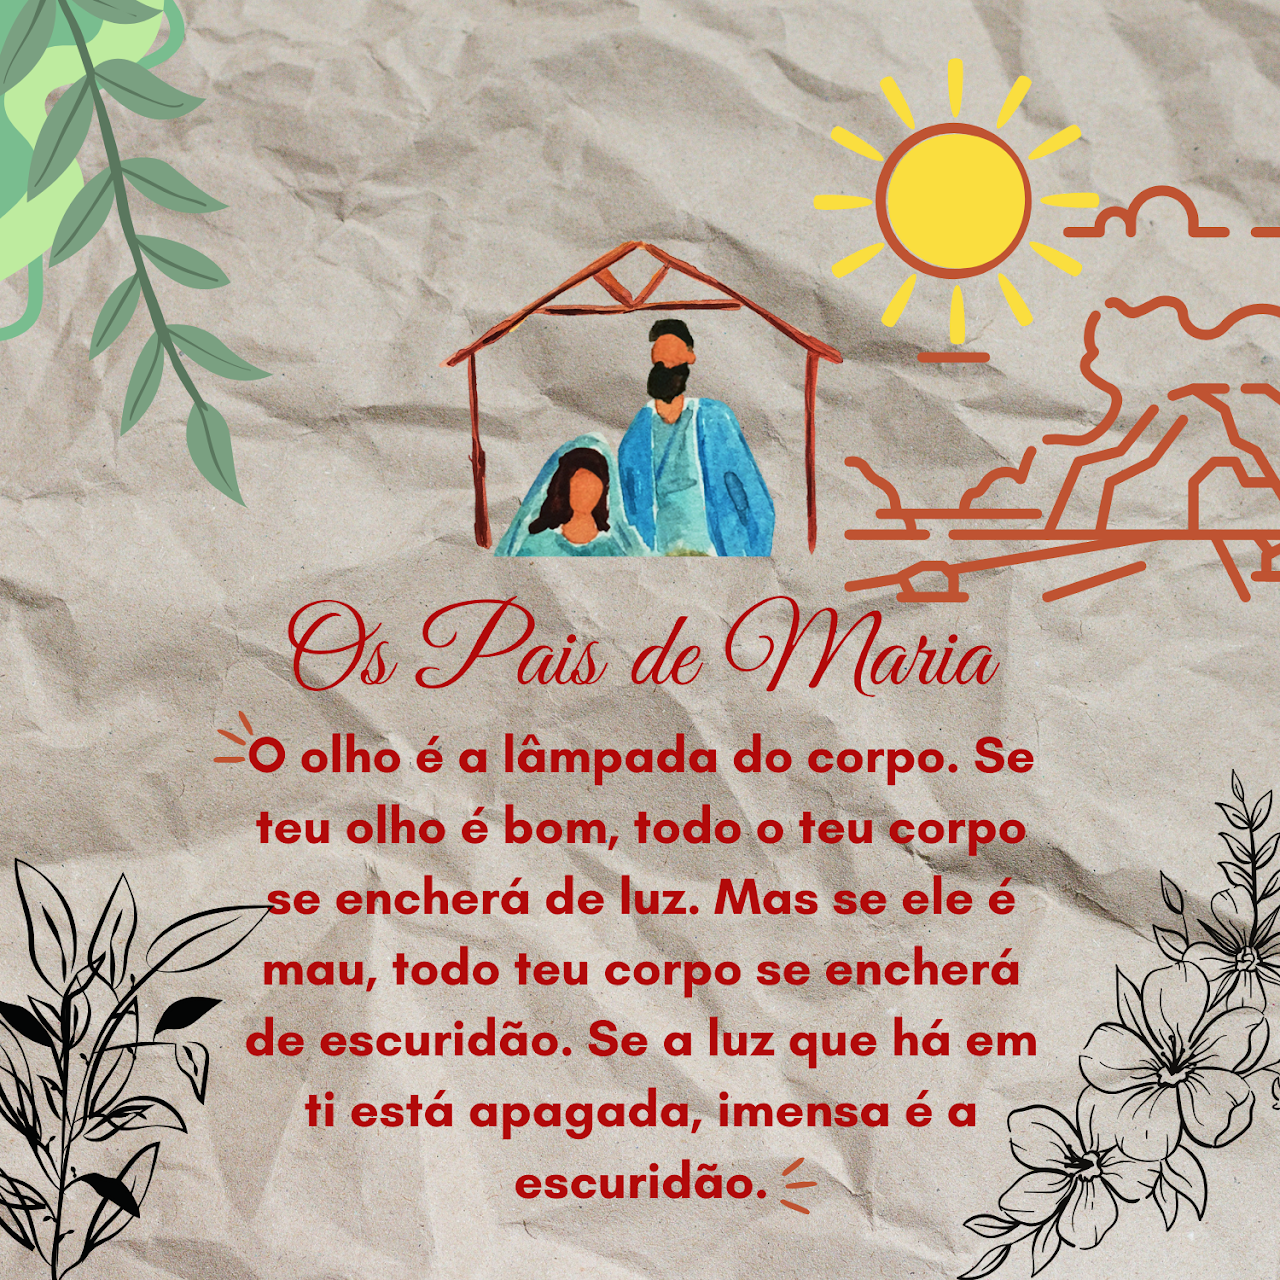 Os Pais de Maria
O olho é a lâmpada do corpo. Se
teu olho é bom, todo o teu corpo
se encherá de luz. Mas se ele é
mau, todo teu corpo se encherá
de escuridão. Se a luz que há em
ti está apagada, imensa é a
escuridão.